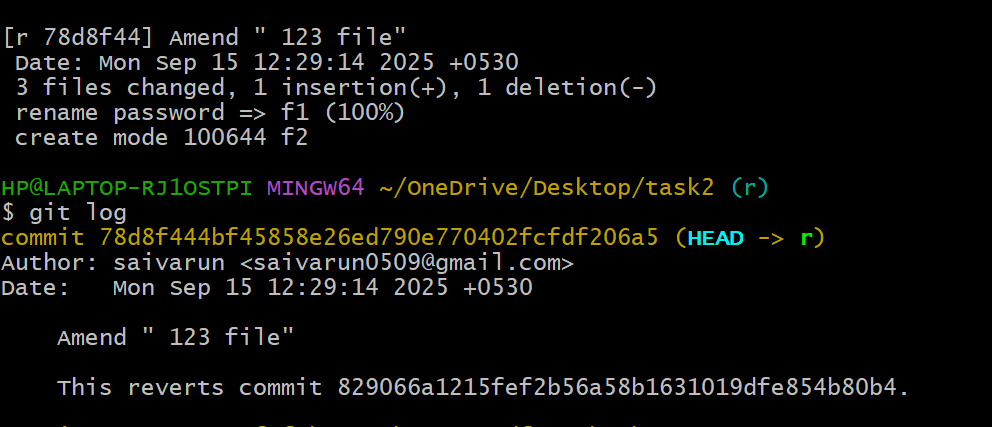 [r 78d8f44] Amend " 123 file"
 Date: Mon Sep 15 12:29:14 2025 +0530
 3 files changed, 1 insertion(+), 1 deletion(-)
 rename password => f1 (100%)
 create mode 100644 f2
HP@LAPTOP-RJ1OSTPI MINGW64 ~/OneDrive/Desktop/task2 (r)
$ git log
commit 78d8f444bf45858e26ed790e770402fcfdf206a5 (HEAD -> r)
Author: saivarun <saivarun0509@gmail.com>
Date:   Mon Sep 15 12:29:14 2025 +0530
    Amend " 123 file"
    This reverts commit 829066a1215fef2b56a58b1631019dfe854b80b4.